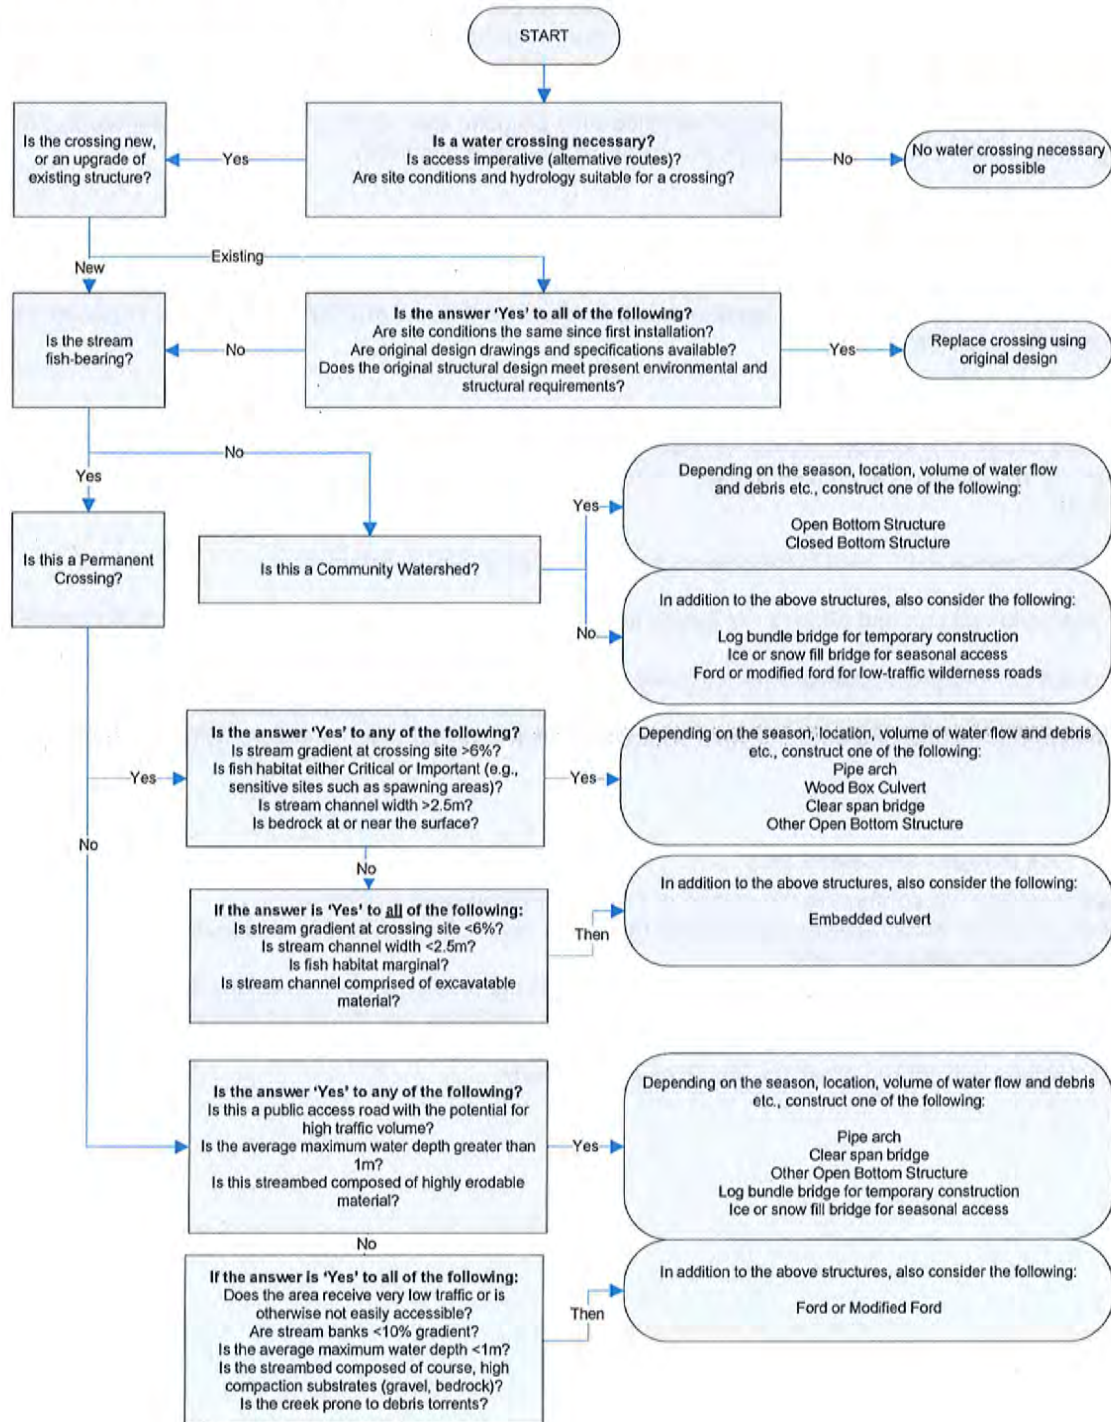 START
Is the crossing new,
or an upgrade of
existing structure?
Yes
Is a water crossing necessary?
Is access imperative (alternative routes)?
Are site conditions and hydrology suitable for a crossing?
No
No water crossing necessary
or possible
Existing
New
Is the stream
fish-bearing?
No
Is the answer ‘Yes’ to all of the following?
Are site conditions the same since first installation?
Are original design drawings and specifications available?
Does the original structural design meet present environmental and
structural requirements?
Yes
Replace crossing using
original design
No
Yes
Is this a Permanent
Crossing?
Is this a Community Watershed?
Yes
Depending on the season, location, volume of water flow
and debris etc., construct one of the following:
Open Bottom Structure
Closed Bottom Structure
No
In addition to the above structures, also consider the following:
Log bundle bridge for temporary construction
Ice or snow fill bridge for seasonal access
Ford or modified ford for low-traffic wilderness roads
Yes
Is the answer ‘Yes’ to any of the following?
Is stream gradient at crossing site >6%?
Is fish habitat either Critical or Important (e.g.,
sensitive sites such as spawning areas)?
Is stream channel width >2.5m?
Is bedrock at or near the surface?
Yes
Depending on the season, location, volume of water flow and debris
etc., construct one of the following:
Pipe arch
Wood Box Culvert
Clear span bridge
Other Open Bottom Structure
No
No
If the answer is ‘Yes’ to all of the following:
Is stream gradient at crossing site <6%?
Is stream channel width <2.5m?
Is fish habitat marginal?
Is stream channel comprised of excavatable
material?
Then
In addition to the above structures, also consider the following:
Embedded culvert
Is the answer ‘Yes’ to any of the following?
Is this a public access road with the potential for
high traffic volume?
Is the average maximum water depth greater than
1m?
Is this streambed composed of highly erodable
material?
Yes
Depending on the season, location, volume of water flow and debris
etc., construct one of the following:
Pipe arch
Clear span bridge
Other Open Bottom Structure
Log bundle bridge for temporary construction
Ice or snow fill bridge for seasonal access
No
If the answer is ‘Yes’ to all of the following:
Does the area receive very low traffic or is
otherwise not easily accessible?
Are stream banks <10% gradient?
Is the average maximum water depth <1m?
Is the streambed composed of course, high
compaction substrates (gravel, bedrock)?
Is the creek prone to debris torrents?
Then
In addition to the above structures, also consider the following:
Ford or Modified Ford